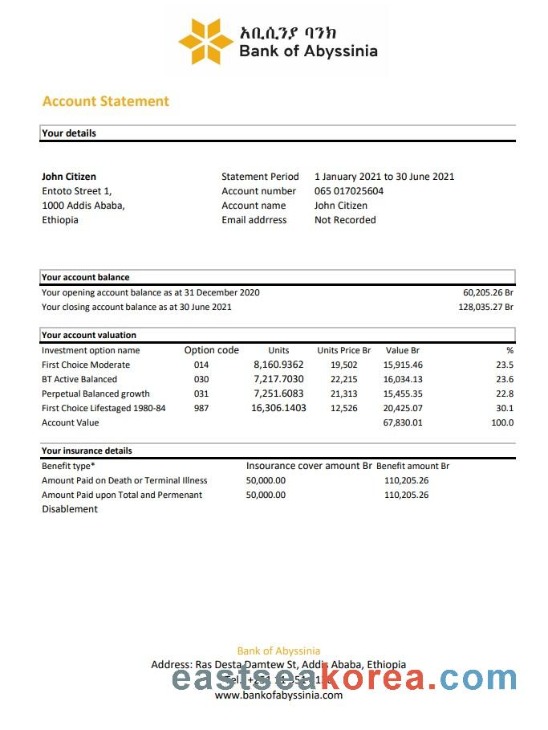 አቢሲንያ ባንክ
Bank of Abyssinia
Account Statement
Your details
John Citizen Statement Period 1 January 2021 to 30 June 2021
Entoto Street 1, Account number 065 017025604
1000 Addis Ababa, Account name John Citizen
Ethiopia Email addrress Not Recorded
Your account balance
Your opening account balance as at 31 December 2020 60,205.26 Br
Your closing account balance as at 30 June 2021 128,035.27 Br
Your account valuation
Investment option name Option code Units Units Price Br Value Br %
First Choice Moderate 014 8,160.9362 19,502 15,915.46 23.5
BT Active Balanced 030 7,217.7030 22,215 16,034.13 23.6
Perpetual Balanced growth 031 7,251.6083 21,313 15,455.35 22.8
First Choice Lifestaged 1980-84 987 16,306.1403 12,526 20,425.07 30.1
Account Value 67,830.01 100.0
Your insurance details
Benefit type* Insourance cover amount Br Benefit amount Br
Amount Paid on Death or Terminal Illness 50,000.00 110,205.26
Amount Paid upon Total and Permenant 50,000.00 110,205.26
Disablement
Bank of Abyssinia
Address: Ras Desta Damtew St, Addis Ababa, Ethiopia
eastseakorea.com
www.bankofabyssinia.com